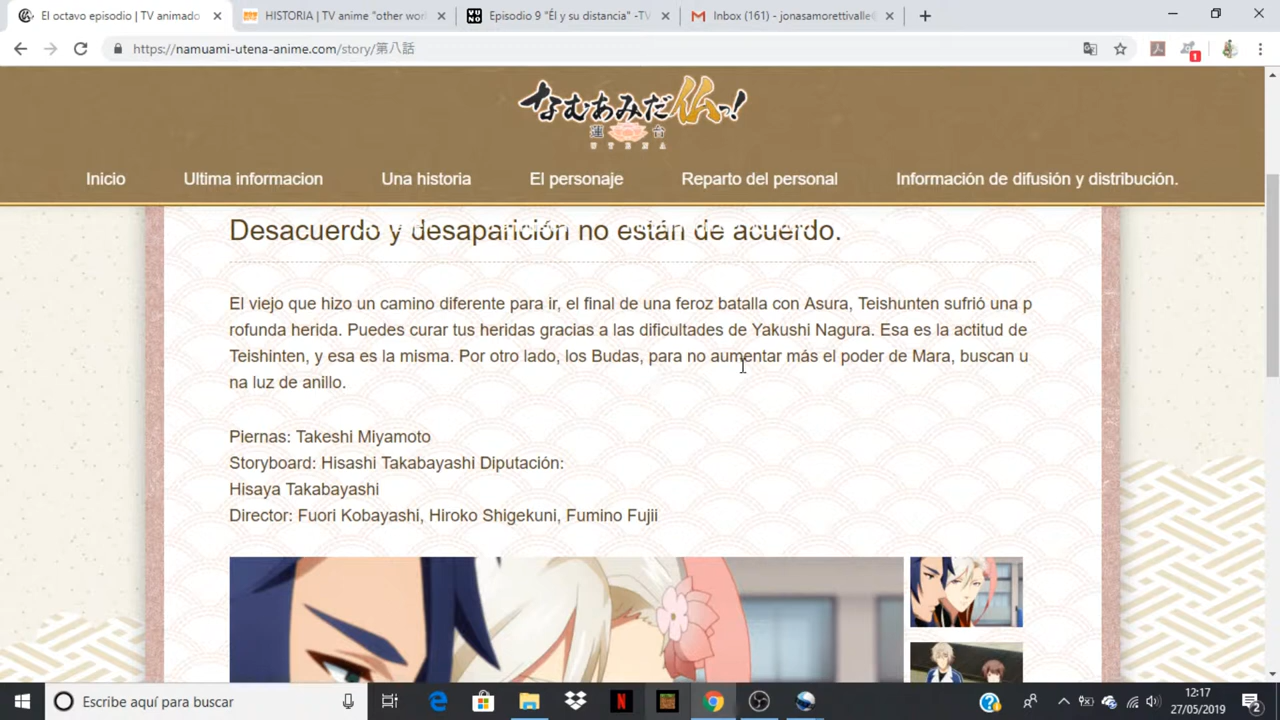 El octavo episodio | TV animado
HISTORIA | TV anime "other worl
Episodio 9 "Él y su distancia" -TV
Inbox (161) - jonasamorettivalle@
https://namuami-utena-anime.com/story/第八話
1
なむあみだ仏っ!
蓮台
UTENA
Inicio
Ultima informacion
Una historia
El personaje
Reparto del personal
Información de difusión y distribución.
Desacuerdo y desaparición no están de acuerdo.
El viejo que hizo un camino diferente para ir, el final de una feroz batalla con Asura, Teishunten sufrió una p
rofunda herida. Puedes curar tus heridas gracias a las dificultades de Yakushi Nagura. Esa es la actitud de
Teishinten, y esa es la misma. Por otro lado, los Budas, para no aumentar más el poder de Mara, buscan u
na luz de anillo.
Piernas: Takeshi Miyamoto
Storyboard: Hisashi Takabayashi Diputación:
Hisaya Takabayashi
Director: Fuori Kobayashi, Hiroko Shigekuni, Fumino Fujii
Escribe aquí para buscar
12:17
27/05/2019
2